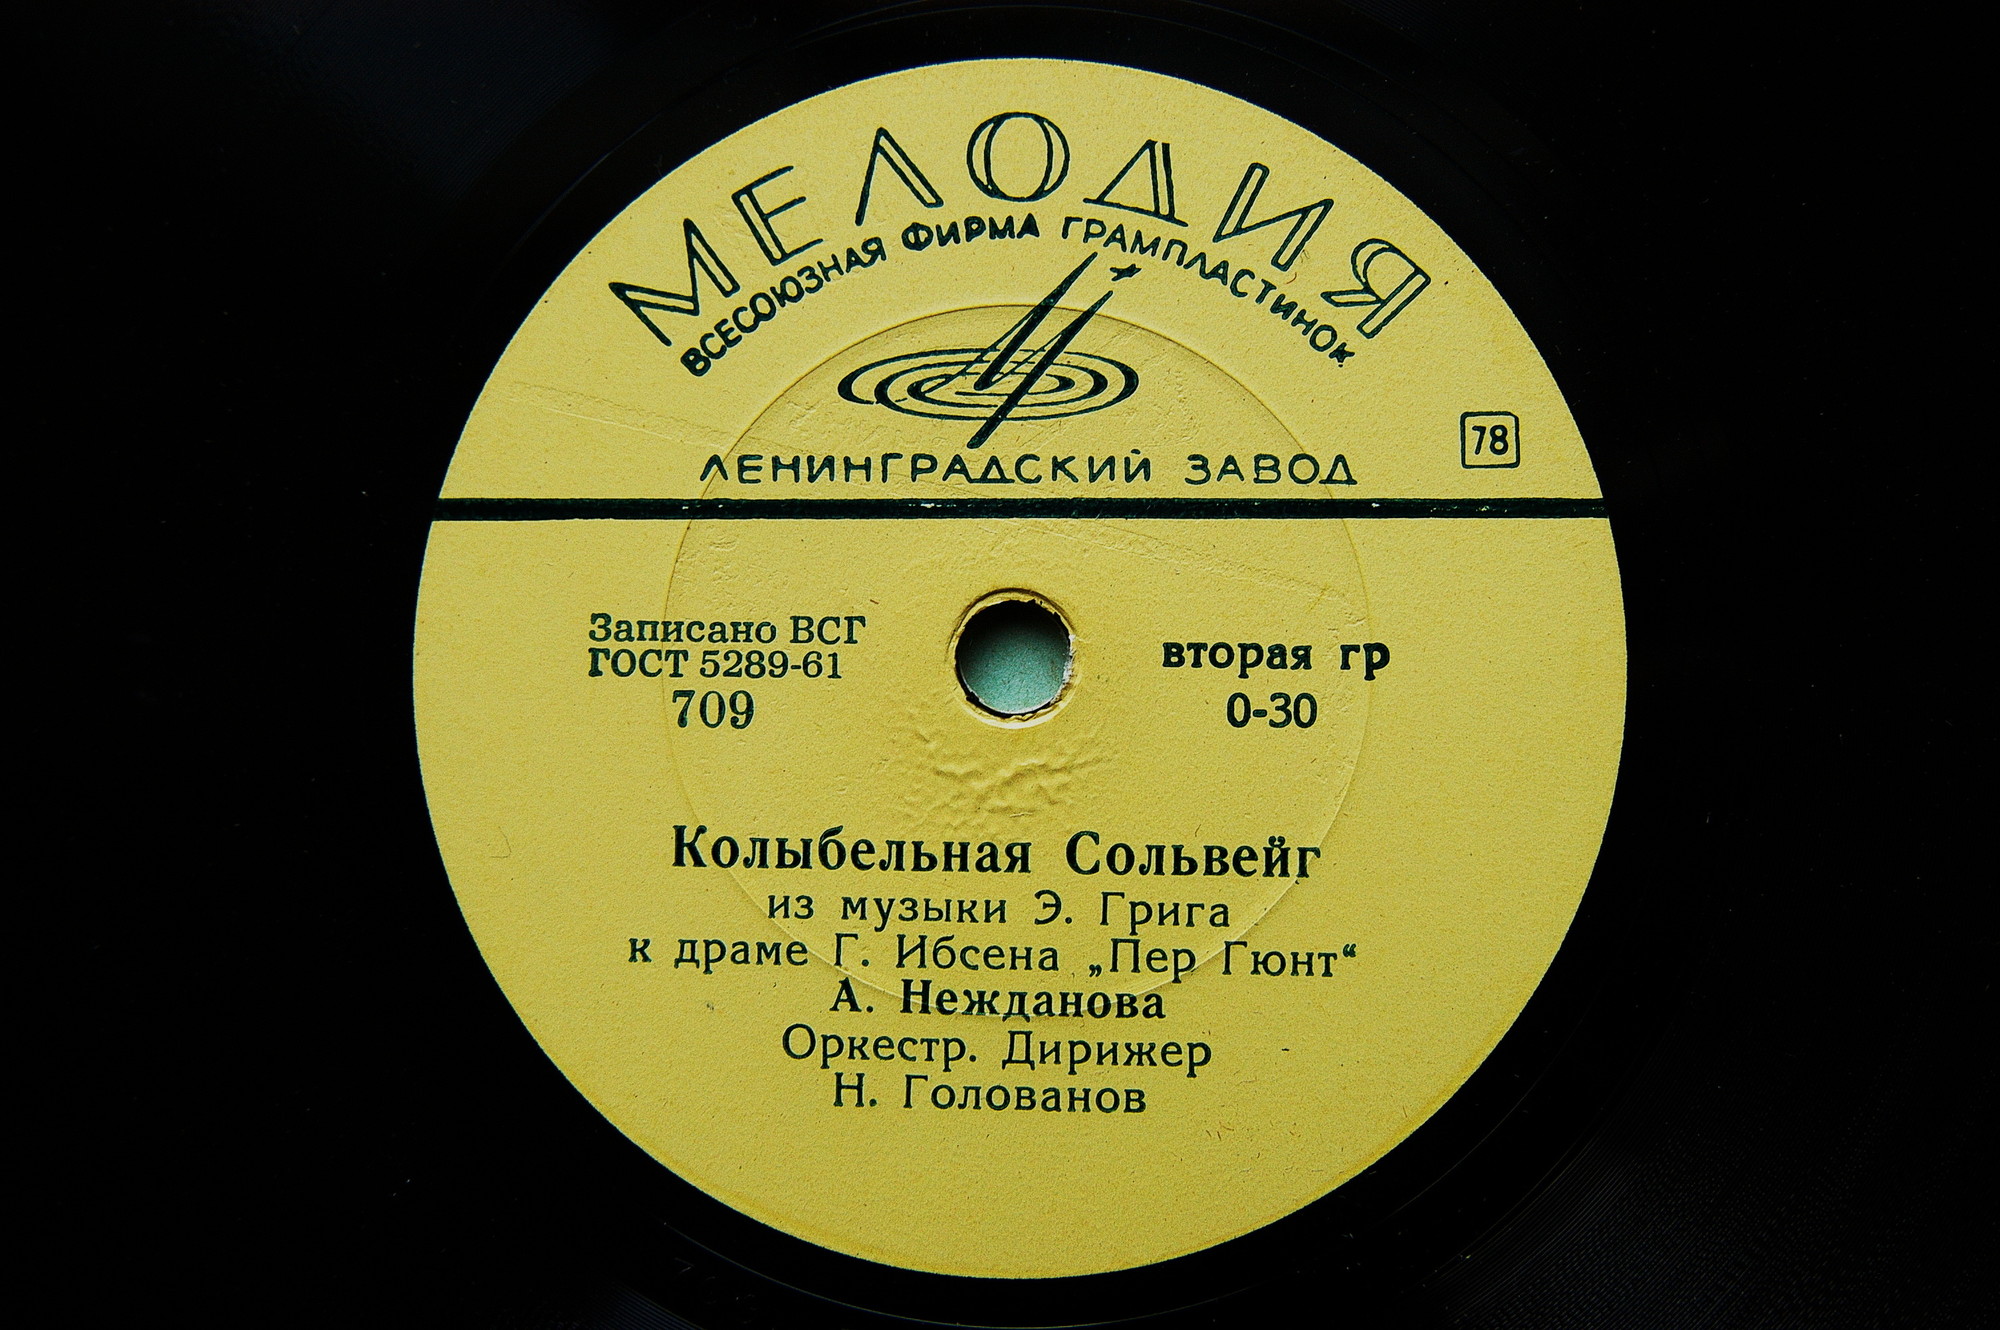 МЕЛОДИЯ
ВСЕСОЮЗНАЯ ФИРМА ГРАМПЛАСТИНОК
ЛЕНИНГРАДСКИЙ ЗАВОД
78
Записано ВСГ
ГОСТ 5289-61
709
вторая гр
0-30
Колыбельная Сольвейг
из музыки Э. Грига
к драме Г. Ибсена „Пер Гюнт“
А. Нежданова
Оркестр. Дирижер
Н. Голованов